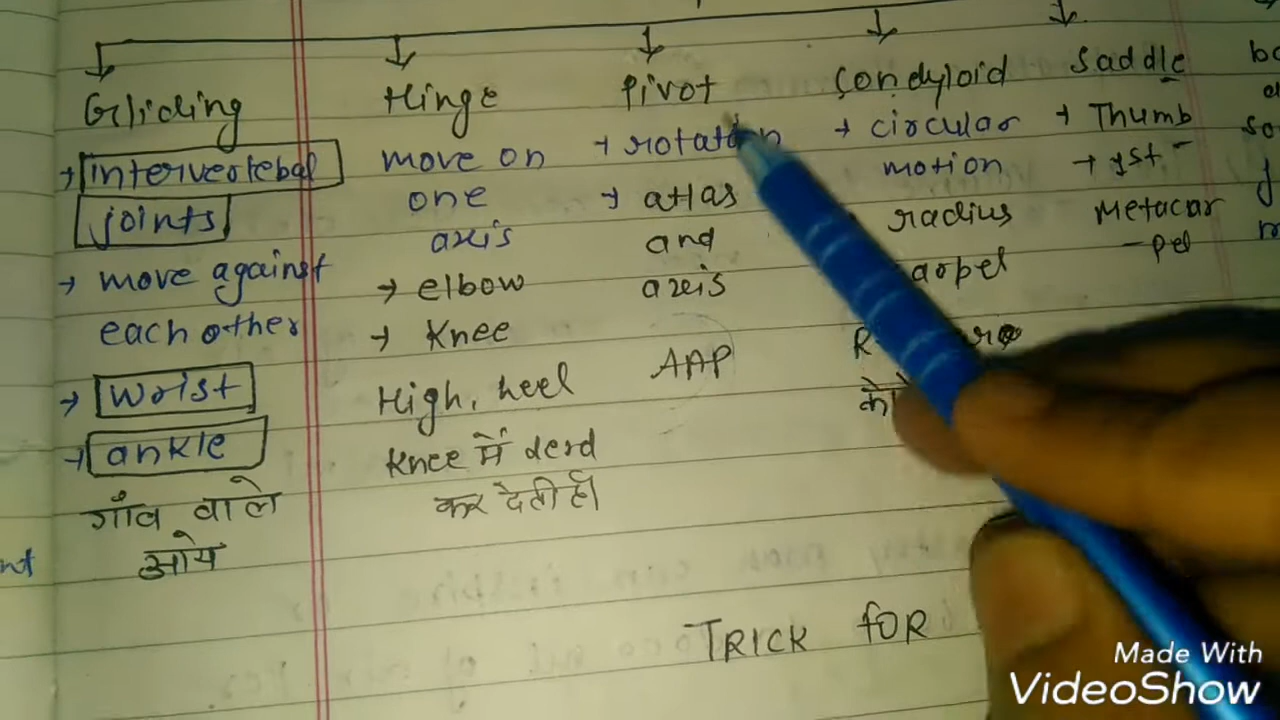 Gliding
→ intervertebal
joints
→ move against
each other
→ Wrist
→ ankle
गाँव वाले
आये
Hinge
move on
one
axis
→ elbow
→ Knee
High, heel
Knee में derd
कर देती है।
Pivot
→ rotation
→ atlas
and
axis
AAP
Condyloid
→ circular
motion
radius
Saddle
→ Thumb
→ 1st
Metacar
-pel
TRICK FOR
Made With
VideoShow